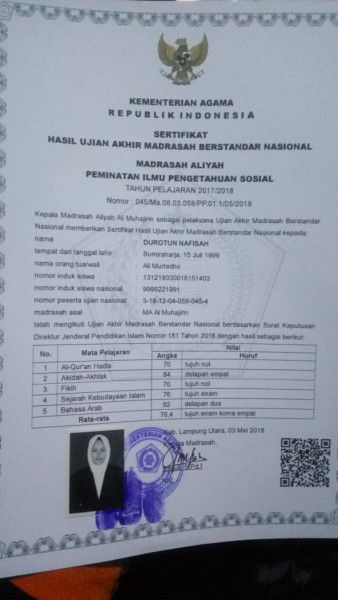 KEMENTERIAN AGAMA
REPUBLIK INDONESIA
SERTIFIKAT
HASIL UJIAN AKHIR MADRASAH BERSTANDAR NASIONAL
MADRASAH ALIYAH
PEMINATAN ILMU PENGETAHUAN SOSIAL
TAHUN PELAJARAN 2017/2018
Nomor : 045/Ma.08.03.058/PP.01.1/05/2018
Kepala Madrasah Aliyah Al Muhajirin sebagai pelaksana Ujian Akhir Madrasah Berstandar
Nasional memberikan Sertifikat Hasil Ujian Akhir Madrasah Berstandar Nasional kepada:
nama : DUROTUN NAFISAH
tempat dan tanggal lahir : Bumiraharja, 15 Juli 1999
nama orang tua/wali : Ali Murtadho
nomor induk siswa : 131218030018151403
nomor induk siswa nasional : 9999221991
nomor peserta ujian nasional : 3-18-12-04-058-045-4
madrasah asal : MA Al Muhajirin
telah mengikuti Ujian Akhir Madrasah Berstandar Nasional berdasarkan Surat Keputusan
Direktur Jenderal Pendidikan Islam Nomor 181 Tahun 2018 dengan hasil sebagai berikut:
No. Mata Pelajaran Nilai
Angka Huruf
1 Al-Qur'an Hadis 70 tujuh nol
2 Akidah-Akhlak 84 delapan empat
3 Fikih 70 tujuh nol
4 Sejarah Kebudayaan Islam 76 tujuh enam
5 Bahasa Arab 82 delapan dua
Rata-rata 76,4 tujuh enam koma empat
Kab. Lampung Utara, 03 Mei 2018
Kepala Madrasah,
KEMENTERIAN AGAMA